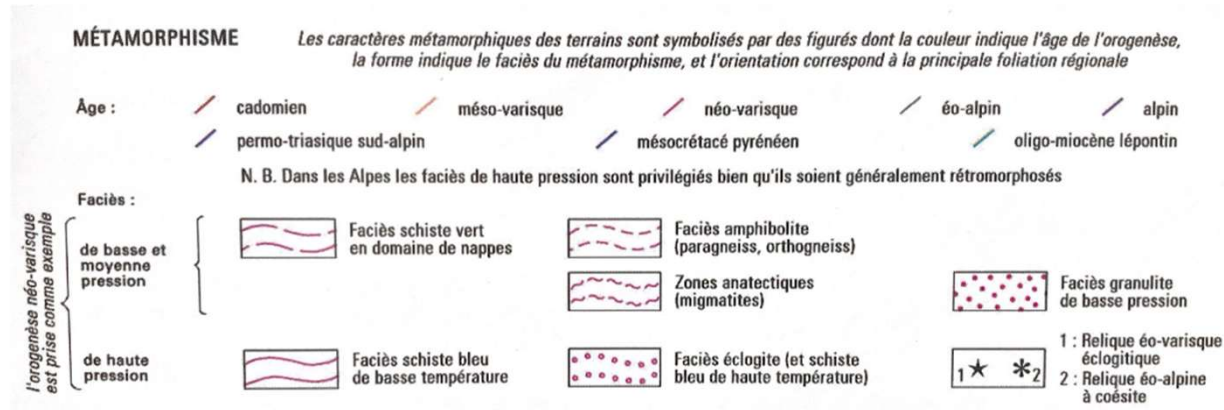 MÉTAMORPHISME
Les caractères métamorphiques des terrains sont symbolisés par des figurés dont la couleur indique l'âge de l'orogenèse,
la forme indique le faciès du métamorphisme, et l'orientation correspond à la principale foliation régionale
Âge :
cadomien
méso-varisque
néo-varisque
éo-alpin
alpin
permo-triasique sud-alpin
mésocrétacé pyrénéen
oligo-miocène lépontin
N. B. Dans les Alpes les faciès de haute pression sont privilégiés bien qu'ils soient généralement rétromorphosés
Faciès :
l'orogenèse néo-varisque
est prise comme exemple
de basse et
moyenne
pression
Faciès schiste vert
en domaine de nappes
Faciès amphibolite
(paragneiss, orthogneiss)
Zones anatectiques
(migmatites)
Faciès granulite
de basse pression
de haute
pression
Faciès schiste bleu
de basse température
Faciès éclogite (et schiste
bleu de haute température)
1
2
1 : Relique éo-varisque
éclogitique
2 : Relique éo-alpine
à coésite